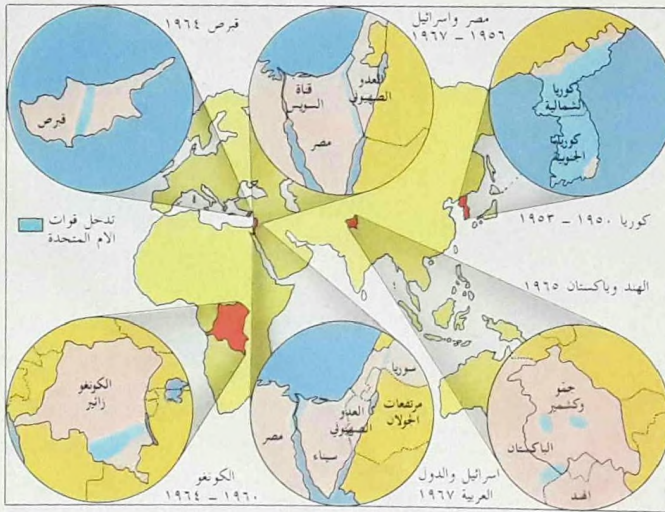 مصر واسرائيل
١٩٥٦ – ١٩٦٧
قبرص ١٩٦٤
قبرص
قناة
السويس
العدو
الصهيوني
مصر
كوريا
الشمالية
كوريا
الجنوبية
كوريا ١٩٥٠ – ١٩٥٣
تدخل قوات
الامم المتحدة
الهند وباكستان ١٩٦٥
الكونغو
زائير
الكونغو
١٩٦٠ – ١٩٦٤
سوريا
مرتفعات
الجولان
العدو
الصهيوني
مصر
سيناء
اسرائيل والدول
العربية ١٩٦٧
جمو
وكشمير
الباكستان
الهند